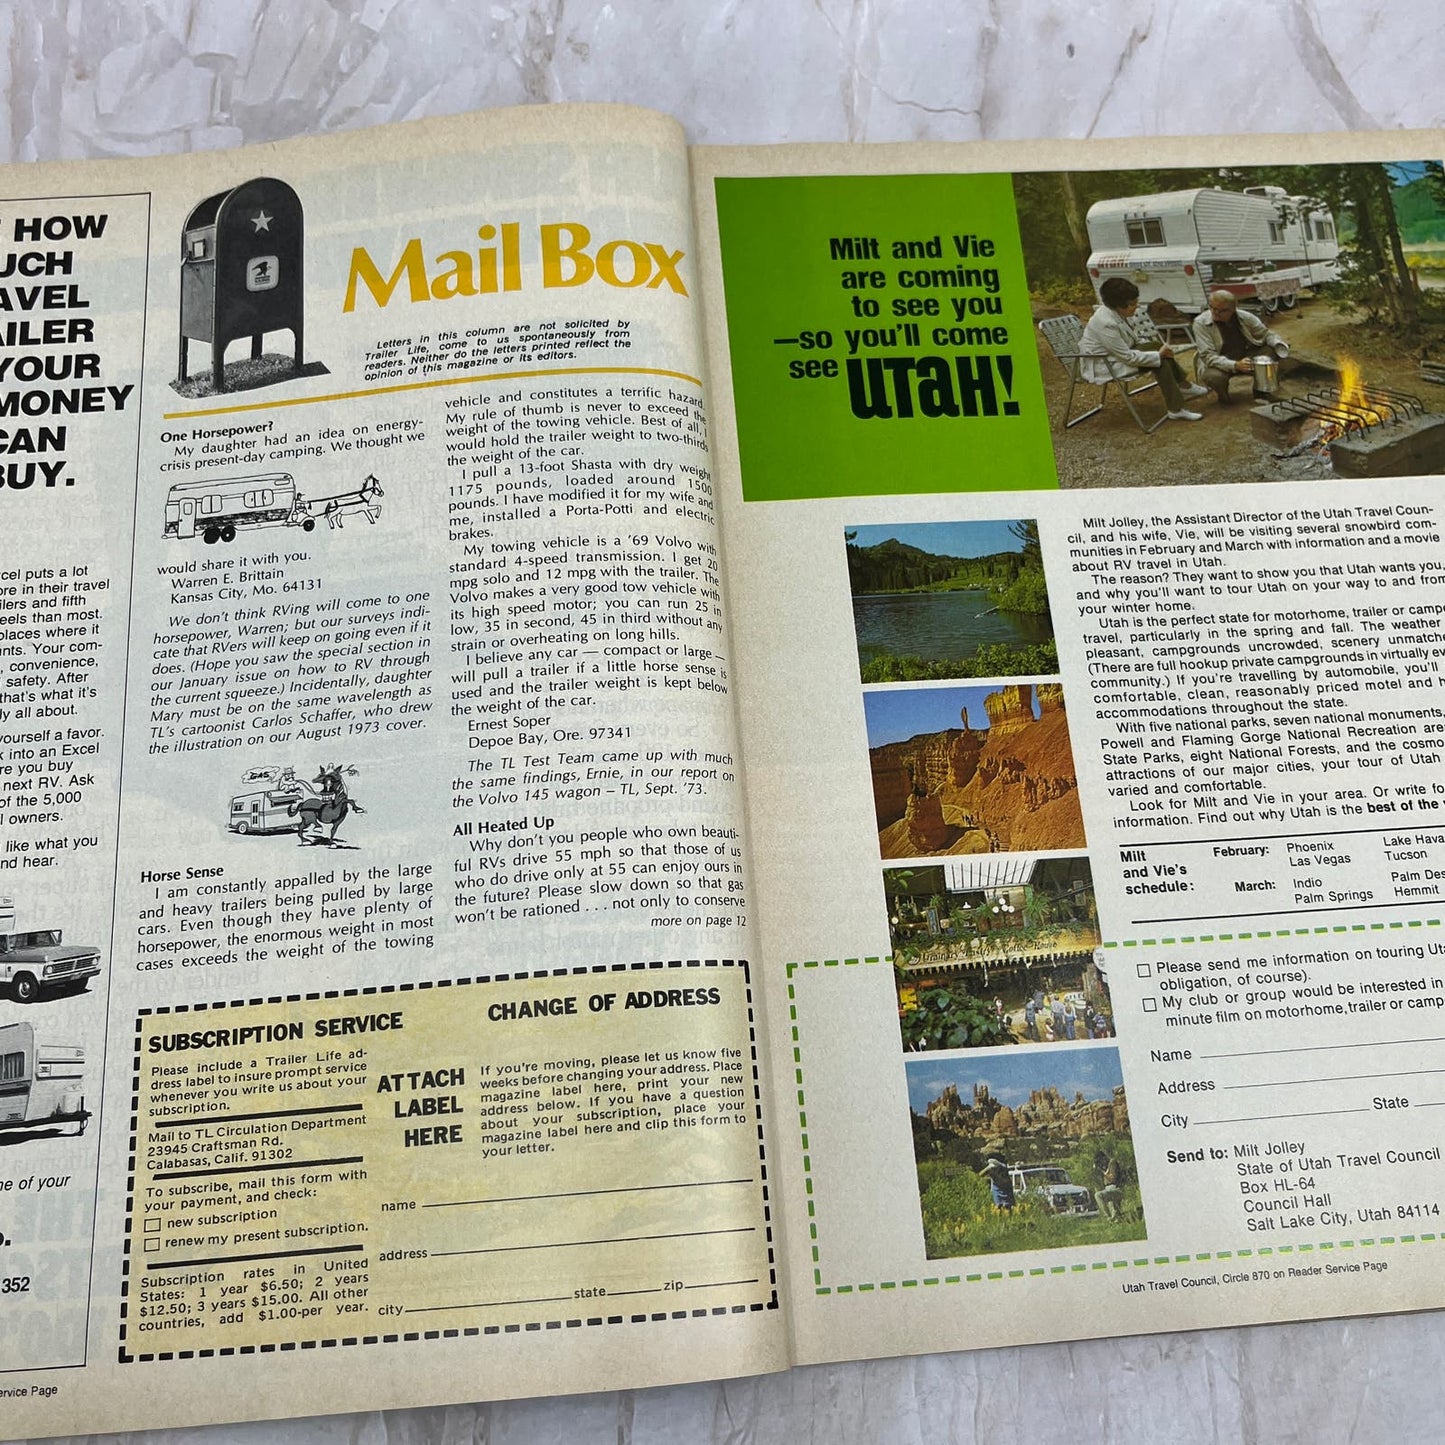 HOW
UCH
AVEL
AILER
YOUR
MONEY
CAN
BUY.
cel puts a lot
ore in their travel
ilers and fifth
eels than most.
places where it
unts. Your com-
, convenience,
safety. After
that's what it's
ly all about.
yourself a favor.
k into an Excel
re you buy
next RV. Ask
of the 5,000
l owners.
like what you
nd hear.
ne of your
352
ervice Page
Mail Box
Letters in this column are not solicited by
Trailer Life, come to us spontaneously from
readers. Neither do the letters printed reflect the
opinion of this magazine or its editors.
One Horsepower?
My daughter had an idea on energy-
crisis present-day camping. We thought we
would share it with you.
Warren E. Brittain
Kansas City, Mo. 64131
We don't think RVing will come to one
horsepower, Warren; but our surveys indi-
cate that RVers will keep on going even if it
does. (Hope you saw the special section in
our January issue on how to RV through
the current squeeze.) Incidentally, daughter
Mary must be on the same wavelength as
TL's cartoonist Carlos Schaffer, who drew
the illustration on our August 1973 cover.
GAS
Horse Sense
I am constantly appalled by the large
and heavy trailers being pulled by large
cars. Even though they have plenty of
horsepower, the enormous weight in most
cases exceeds the weight of the towing
vehicle and constitutes a terrific hazard.
My rule of thumb is never to exceed the
weight of the towing vehicle. Best of all, I
would hold the trailer weight to two-thirds
the weight of the car.
I pull a 13-foot Shasta with dry weight
1175 pounds, loaded around 1500
pounds. I have modified it for my wife and
me, installed a Porta-Potti and electric
brakes.
My towing vehicle is a '69 Volvo with
standard 4-speed transmission. I get 20
mpg solo and 12 mpg with the trailer. The
Volvo makes a very good tow vehicle with
its high speed motor; you can run 25 in
low, 35 in second, 45 in third without any
strain or overheating on long hills.
I believe any car — compact or large —
will pull a trailer if a little horse sense is
used and the trailer weight is kept below
the weight of the car.
Ernest Soper
Depoe Bay, Ore. 97341
The TL Test Team came up with much
the same findings, Ernie, in our report on
the Volvo 145 wagon – TL, Sept. '73.
All Heated Up
Why don't you people who own beauti-
ful RVs drive 55 mph so that those of us
who do drive only at 55 can enjoy ours in
the future? Please slow down so that gas
won't be rationed . . . not only to conserve
more on page 12
SUBSCRIPTION SERVICE
Please include a Trailer Life ad-
dress label to insure prompt service
whenever you write us about your
subscription.
Mail to TL Circulation Department
23945 Craftsman Rd.
Calabasas, Calif. 91302
To subscribe, mail this form with
your payment, and check:
new subscription
renew my present subscription.
Subscription rates in United
States: 1 year $6.50; 2 years
$12.50; 3 years $15.00. All other
countries, add $1.00-per year.
CHANGE OF ADDRESS
ATTACH
LABEL
HERE
If you're moving, please let us know five
weeks before changing your address. Place
magazine label here, print your new
address below. If you have a question
about your subscription, place your
magazine label here and clip this form to
your letter.
name
address
city state zip
Milt and Vie
are coming
to see you
—so you'll come
see UTAH!
UTAH!
Milt Jolley, the Assistant Director of the Utah Travel Coun-
cil, and his wife, Vie, will be visiting several snowbird com-
munities in February and March with information and a movie
about RV travel in Utah.
The reason? They want to show you that Utah wants you,
and why you'll want to tour Utah on your way to and from
your winter home.
Utah is the perfect state for motorhome, trailer or campe
travel, particularly in the spring and fall. The weather
pleasant, campgrounds uncrowded, scenery unmatche
(There are full hookup private campgrounds in virtually ev
community.) If you're travelling by automobile, you'll
comfortable, clean, reasonably priced motel and h
accommodations throughout the state.
With five national parks, seven national monuments,
Powell and Flaming Gorge National Recreation are
State Parks, eight National Forests, and the cosmo
attractions of our major cities, your tour of Utah
varied and comfortable.
Look for Milt and Vie in your area. Or write fo
information. Find out why Utah is the best of the
Milt
and Vie's
schedule:
February: Phoenix Lake Hava
Las Vegas Tucson
March: Indio Palm Des
Palm Springs Hemmit
Please send me information on touring Uta
obligation, of course).
My club or group would be interested in
minute film on motorhome, trailer or camp
Name
Address
City State
Send to: Milt Jolley
State of Utah Travel Council
Box HL-64
Council Hall
Salt Lake City, Utah 84114
Utah Travel Council, Circle 870 on Reader Service Page